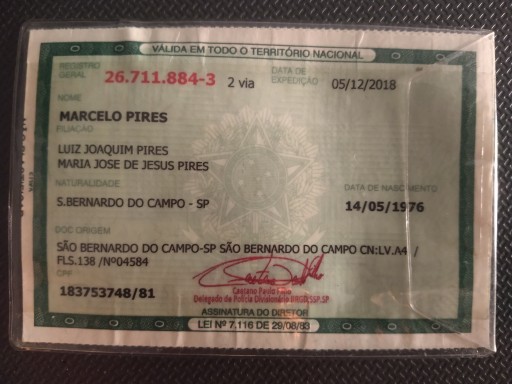 VÁLIDA EM TODO O TERRITÓRIO NACIONAL
REGISTRO GERAL 26.711.884-3 2 via DATA DE EXPEDIÇÃO 05/12/2018
NOME
MARCELO PIRES
FILIAÇÃO
LUIZ JOAQUIM PIRES
MARIA JOSE DE JESUS PIRES
NATURALIDADE DATA DE NASCIMENTO
S.BERNARDO DO CAMPO - SP 14/05/1976
DOC ORIGEM
SÃO BERNARDO DO CAMPO-SP SÃO BERNARDO DO CAMPO CN:LV.A4 /
FLS.138 /Nº04584
CPF
183753748/81
Delegado de Polícia Divisionário
ASSINATURA DO DIRETOR
LEI Nº 7.116 DE 29/08/83